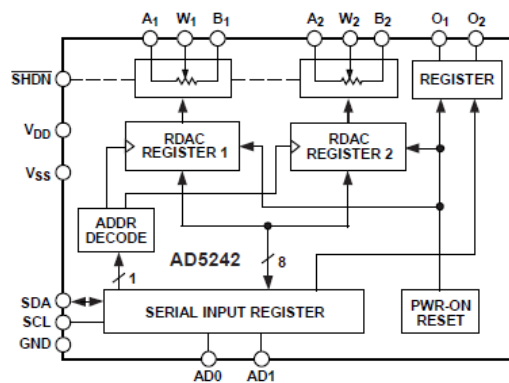 A1 W1 B1 A2 W2 B2 O1 O2
SHDN
REGISTER
VDD
RDAC
REGISTER 1
RDAC
REGISTER 2
VSS
ADDR
DECODE
AD5242
8
1
SDA
SERIAL INPUT REGISTER
PWR-ON
RESET
SCL
GND
AD0 AD1